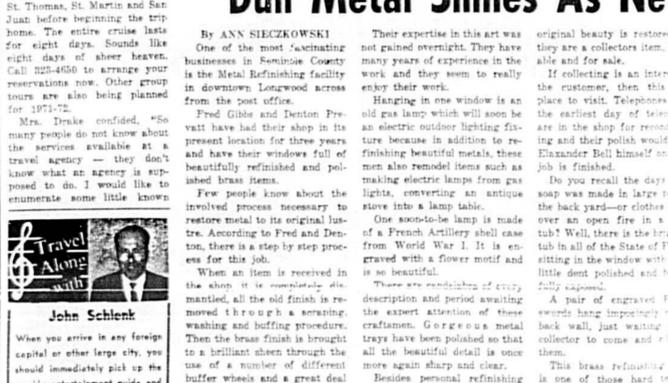 St. Thomas, St. Martin and San
Juan before beginning the trip
home. The entire cruise lasts
for eight days. Sounds like
eight days of sheer heaven.
Call 323-4650 to arrange your
reservations now. Other group
tours are also being planned
for 1971-72.
Mrs. Drake confided, "So
many people do not know about
the services available at a
travel agency — they don't
know what an agency is sup-
posed to do. I would like to
enumerate some little known
Travel
Along
with
John Schlenk
When you arrive in any foreign
capital or other large city, you
should immediately pick up the
Dull Metal Shines As Ne
By ANN SIECZKOWSKI
One of the most fascinating
businesses in Seminole County
is the Metal Refinishing facility
in downtown Longwood across
from the post office.
Fred Gibbs and Denton Pre-
vatt have had their shop in its
present location for three years
and have their windows full of
beautifully refinished and pol-
ished brass items.
Few people know about the
involved process necessary to
restore metal to its original lus-
tre. According to Fred and Den-
ton, there is a step by step proc-
ess for this job.
When an item is received in
the shop it is completely dis-
mantled, all the old finish is re-
moved through a scraping,
washing and buffing procedure.
Then the brass finish is brought
to a brilliant sheen through the
use of a number of different
buffer wheels and a great deal
Their expertise in this art was
not gained overnight. They have
many years of experience in the
work and they seem to really
enjoy their work.
Hanging in one window is an
old gas lamp which will soon be
an electric outdoor lighting fix-
ture because in addition to re-
finishing beautiful metals, these
men also remodel items such as
making electric lamps from gas
lights, converting an antique
stove into a lamp table.
One soon-to-be lamp is made
of a French Artillery shell case
from World War I. It is en-
graved with a flower motif and
is so beautiful.
There are candelabra of every
description and period awaiting
the expert attention of these
craftsmen. Gorgeous metal
trays have been polished so that
all the beautiful detail is once
more again sharp and clear.
Besides personal refinishing
original beauty is restore
they are a collectors item,
able and for sale.
If collecting is an inter
the customer, then this
place to visit. Telephones
the earliest day of telep
are in the shop for recon
ing and their polish would
Elaxander Bell himself on
job is finished.
Do you recall the days
soap was made in large t
the back yard—or clothes
over an open fire in a
tub? Well, there is the bra
tub in all of the State of F
sitting in the window with
little dent polished and
fully exposed.
A pair of engraved
swords hang imposingly
back wall, just waiting
collector to come and cl
them.
This brass refinishing
is one of those hard